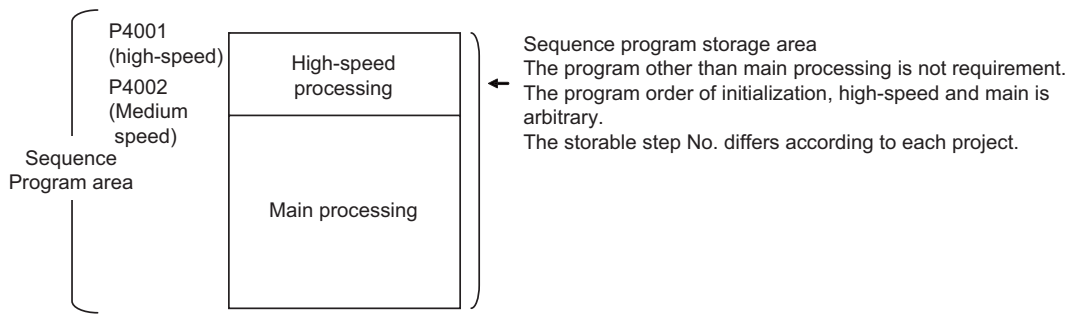 Sequence
Program area
P4001
(high-speed)
P4002
(Medium
speed)
High-speed
processing
Main processing
Sequence program storage area
The program other than main processing is not requirement.
The program order of initialization, high-speed and main is
arbitrary.
The storable step No. differs according to each project.